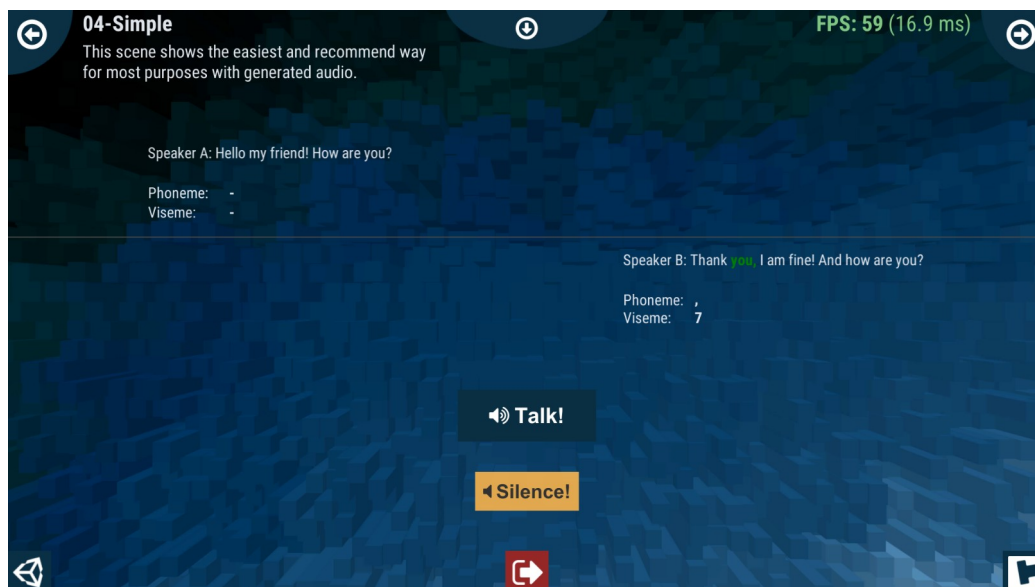 04-Simple
FPS: 59 (16.9 ms)
This scene shows the easiest and recommend way
for most purposes with generated audio.
Speaker A: Hello my friend! How are you?
Phoneme: -
Viseme: -
Speaker B: Thank you, I am fine! And how are you?
Phoneme: ,
Viseme: 7
Talk!
Silence!